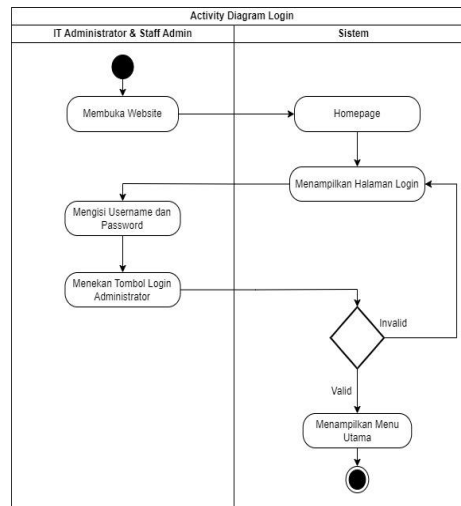 Activity Diagram Login
IT Administrator & Staff Admin
Sistem
Membuka Website
Homepage
Menampilkan Halaman Login
Mengisi Username dan
Password
Menekan Tombol Login
Administrator
Invalid
Valid
Menampilkan Menu
Utama